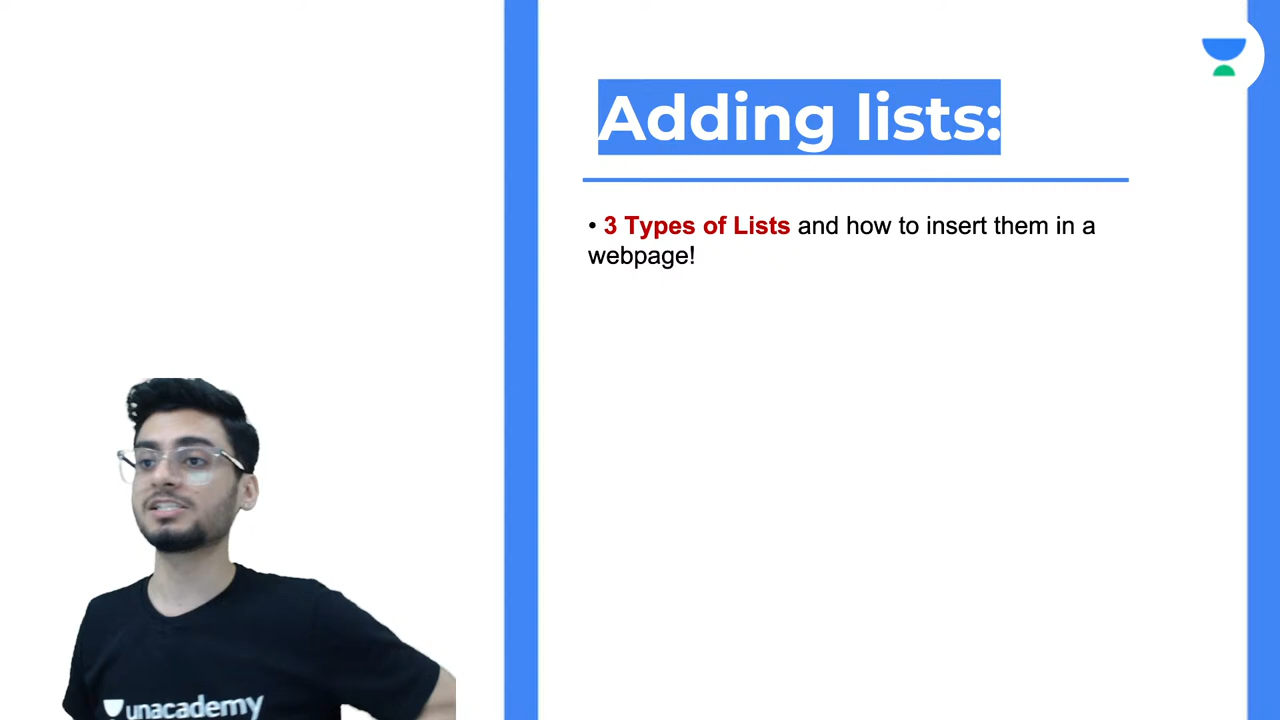 Adding lists:
• 3 Types of Lists and how to insert them in a
webpage!
unacademy